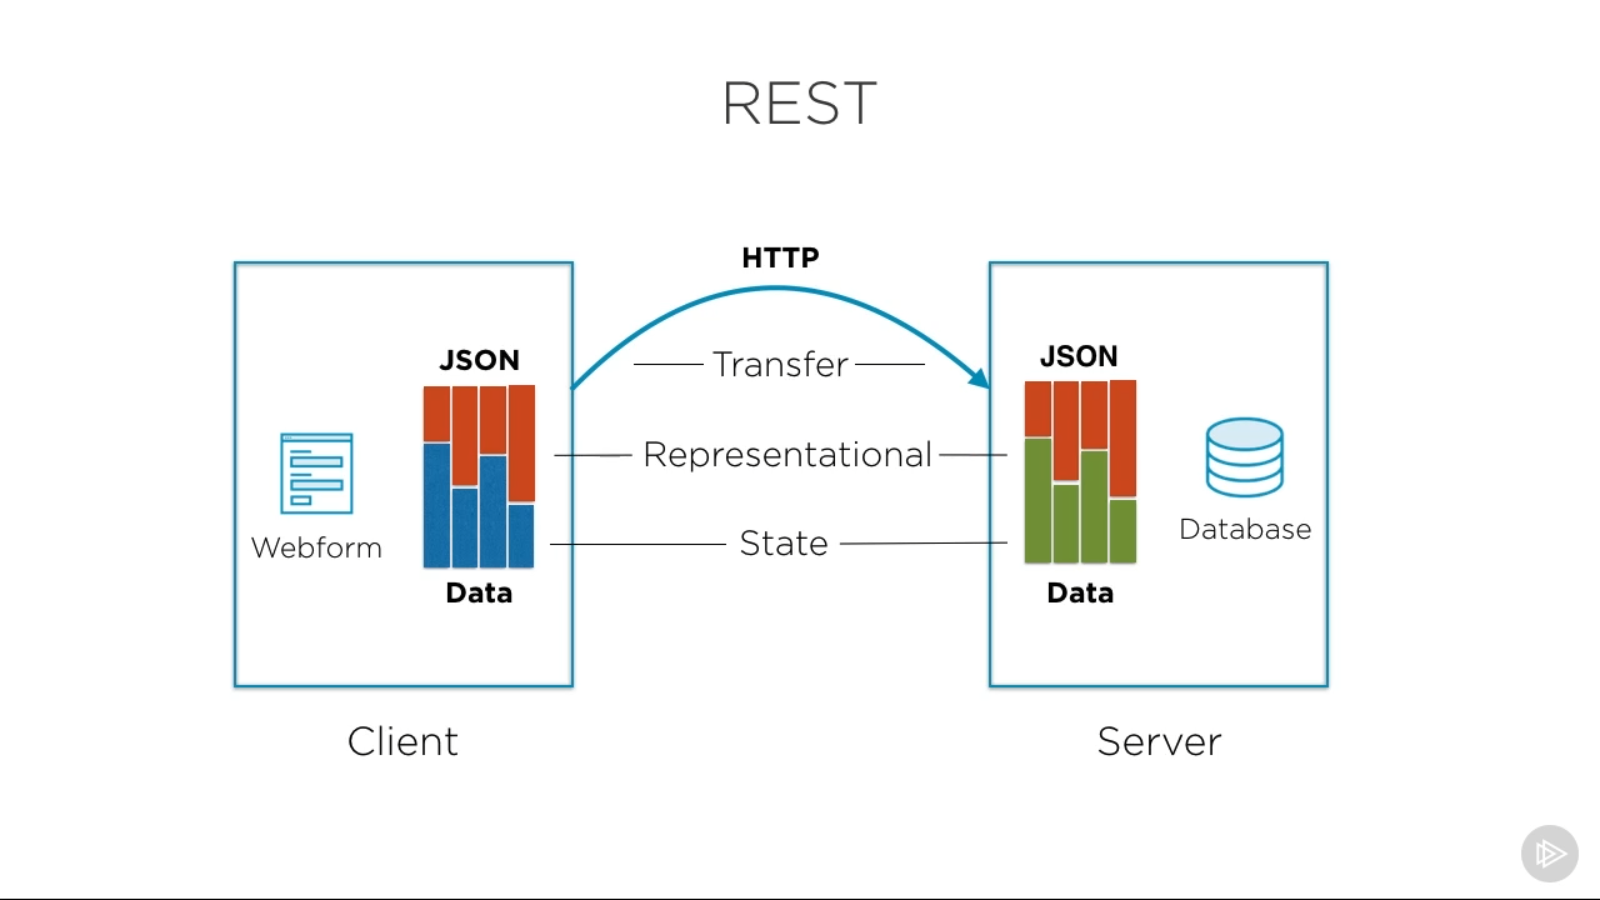 REST
HTTP
JSON
JSON
Transfer
Representational
State
Webform
Database
Data
Data
Client
Server